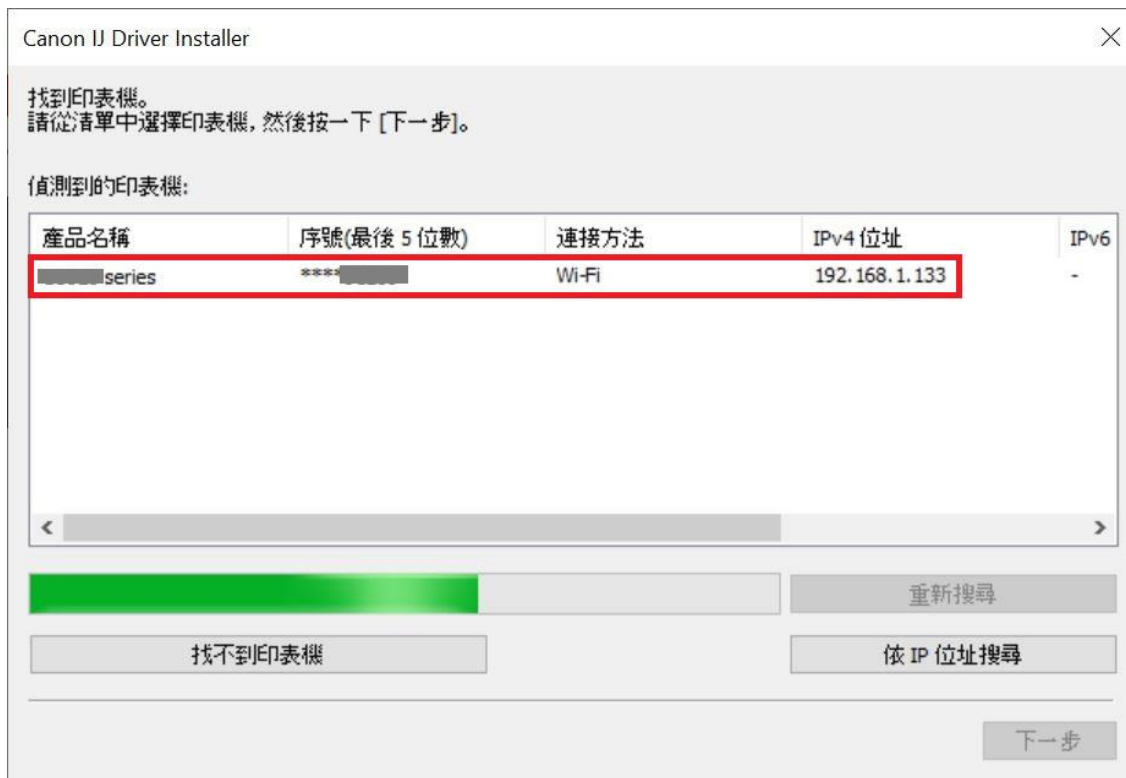 Canon IJ Driver Installer
找到印表機。
請從清單中選擇印表機, 然後按一下 [下一步]。
偵測到的印表機:
產品名稱 序號(最後 5 位數) 連接方法 IPv4 位址 IPv6
series **** Wi-Fi 192.168.1.133 -
重新搜尋
找不到印表機 依 IP 位址搜尋
下一步